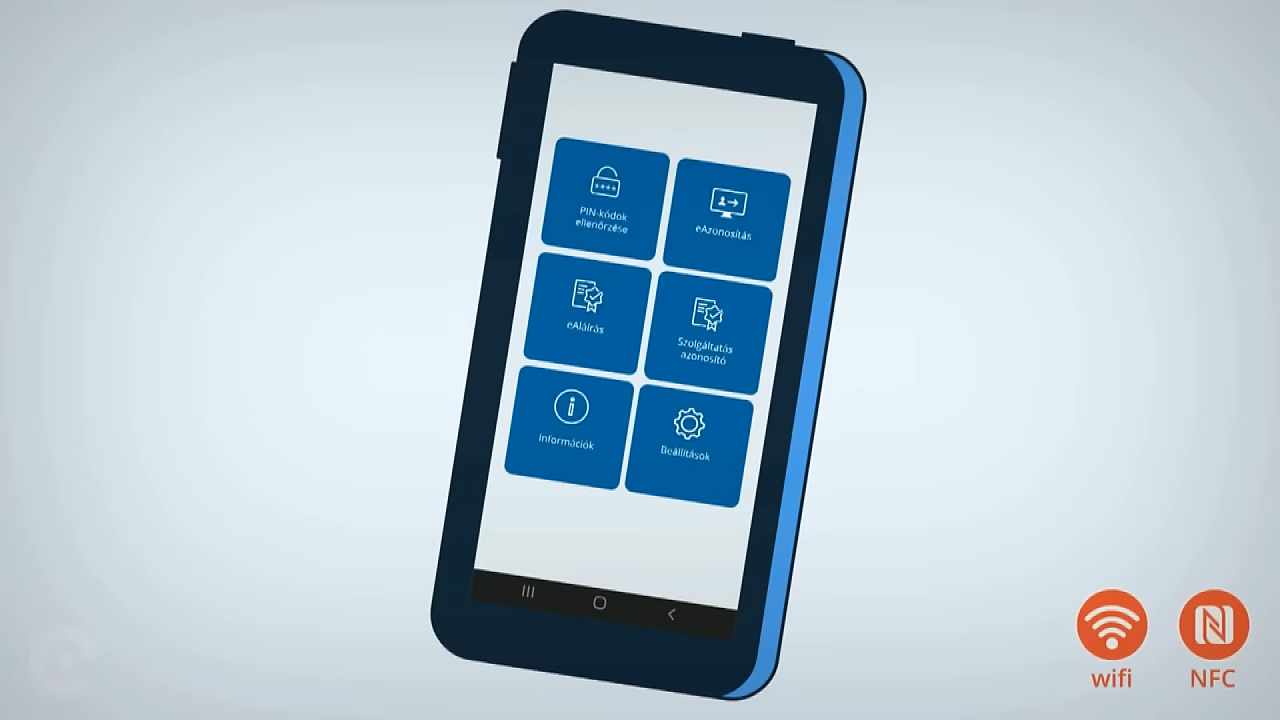 PIN-kódok
ellenőrzése
eAzonosítás
eAláírás
Szolgáltatás
azonosító
Információk
Beállítások
wifi
NFC